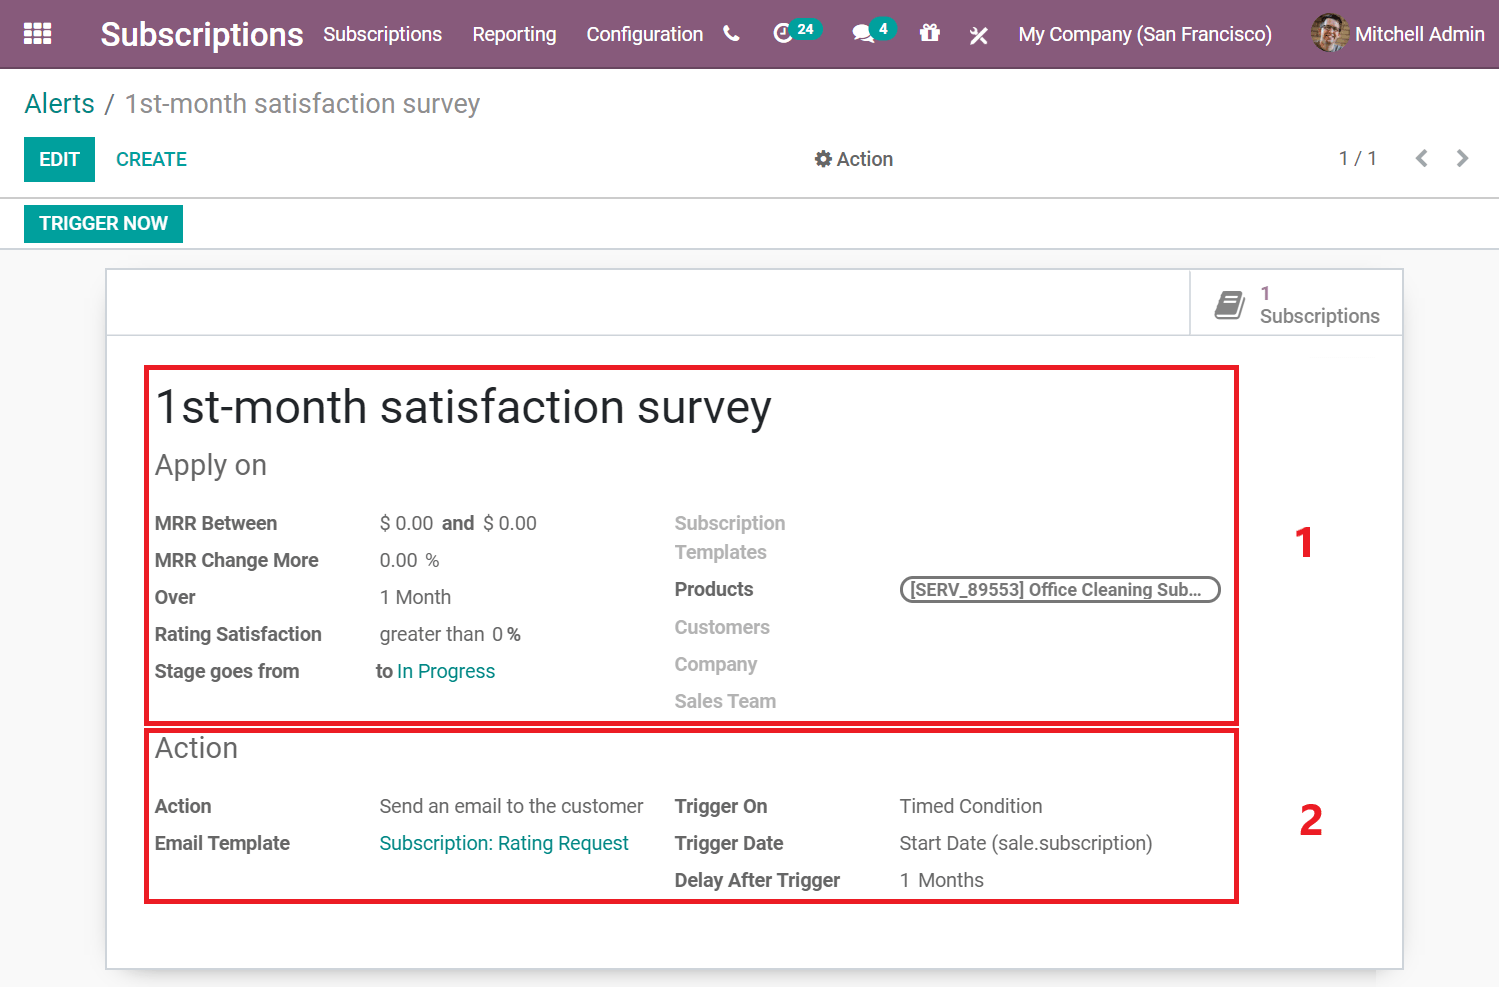 Subscriptions Subscriptions Reporting Configuration 24 4 My Company (San Francisco) Mitchell Admin
Alerts / 1st-month satisfaction survey
EDIT CREATE Action 1 / 1
TRIGGER NOW
1
Subscriptions
1st-month satisfaction survey
Apply on
MRR Between $ 0.00 and $ 0.00
MRR Change More 0.00 %
Over 1 Month
Rating Satisfaction greater than 0 %
Stage goes from to In Progress
Subscription
Templates
Products [SERV_89553] Office Cleaning Sub...
Customers
Company
Sales Team
1
Action
Action Send an email to the customer
Email Template Subscription: Rating Request
Trigger On Timed Condition
Trigger Date Start Date (sale.subscription)
Delay After Trigger 1 Months
2